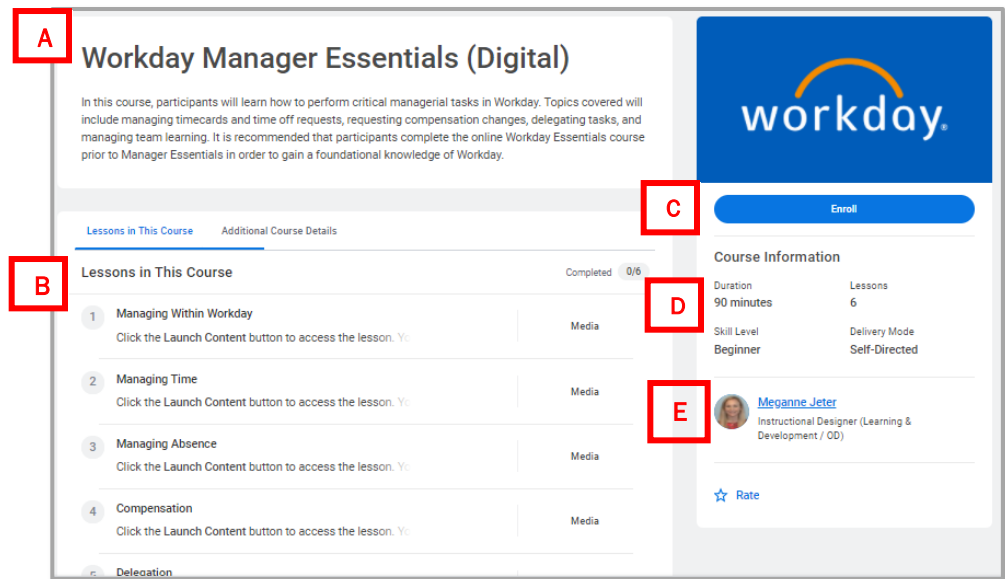 A
Workday Manager Essentials (Digital)
In this course, participants will learn how to perform critical managerial tasks in Workday. Topics covered will
include managing timecards and time off requests, requesting compensation changes, delegating tasks, and
managing team learning. It is recommended that participants complete the online Workday Essentials course
prior to Manager Essentials in order to gain a foundational knowledge of Workday.
Lessons in This Course Additional Course Details
B
Lessons in This Course Completed 0/6
1 Managing Within Workday
Click the Launch Content button to access the lesson. Yo
Media
2 Managing Time
Click the Launch Content button to access the lesson. Yo
Media
3 Managing Absence
Click the Launch Content button to access the lesson. Yo
Media
4 Compensation
Click the Launch Content button to access the lesson. Yo
Media
5 Delegation
workday.
C
Enroll
Course Information
D
Duration Lessons
90 minutes 6
Skill Level Delivery Mode
Beginner Self-Directed
E
Meganne Jeter
Instructional Designer (Learning &
Development / OD)
Rate